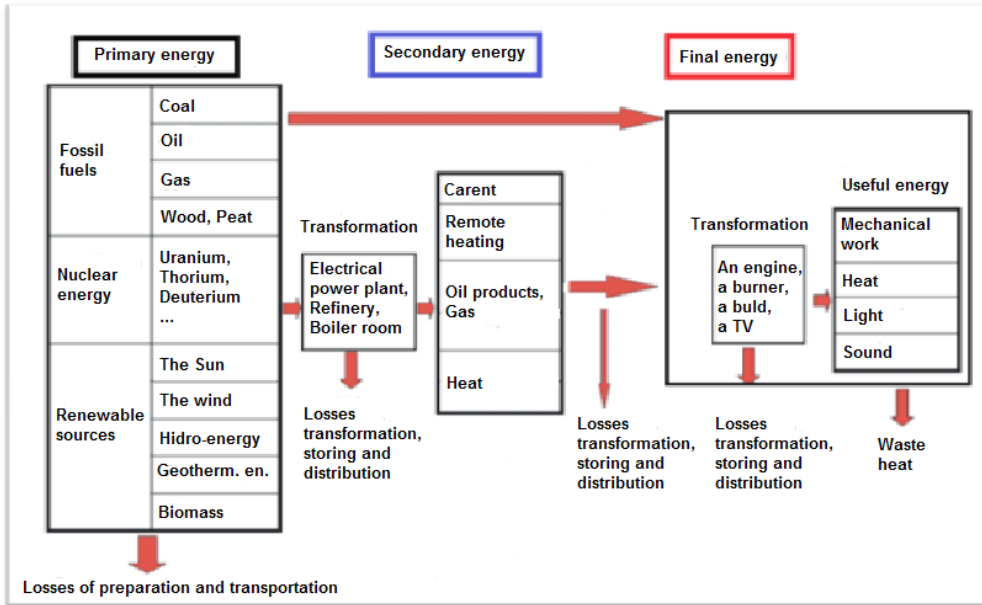 Primary energy
Secondary energy
Final energy
Fossil
fuels
Coal
Oil
Gas
Wood, Peat
Nuclear
energy
Uranium,
Thorium,
Deuterium
...
Renewable
sources
The Sun
The wind
Hidro-energy
Geotherm. en.
Biomass
Losses of preparation and transportation
Transformation
Electrical
power plant,
Refinery,
Boiler room
Losses
transformation,
storing and
distribution
Carent
Remote
heating
Oil products,
Gas
Heat
Losses
transformation,
storing and
distribution
Transformation
An engine,
a burner,
a buld,
a TV
Losses
transformation,
storing and
distribution
Useful energy
Mechanical
work
Heat
Light
Sound
Waste
heat